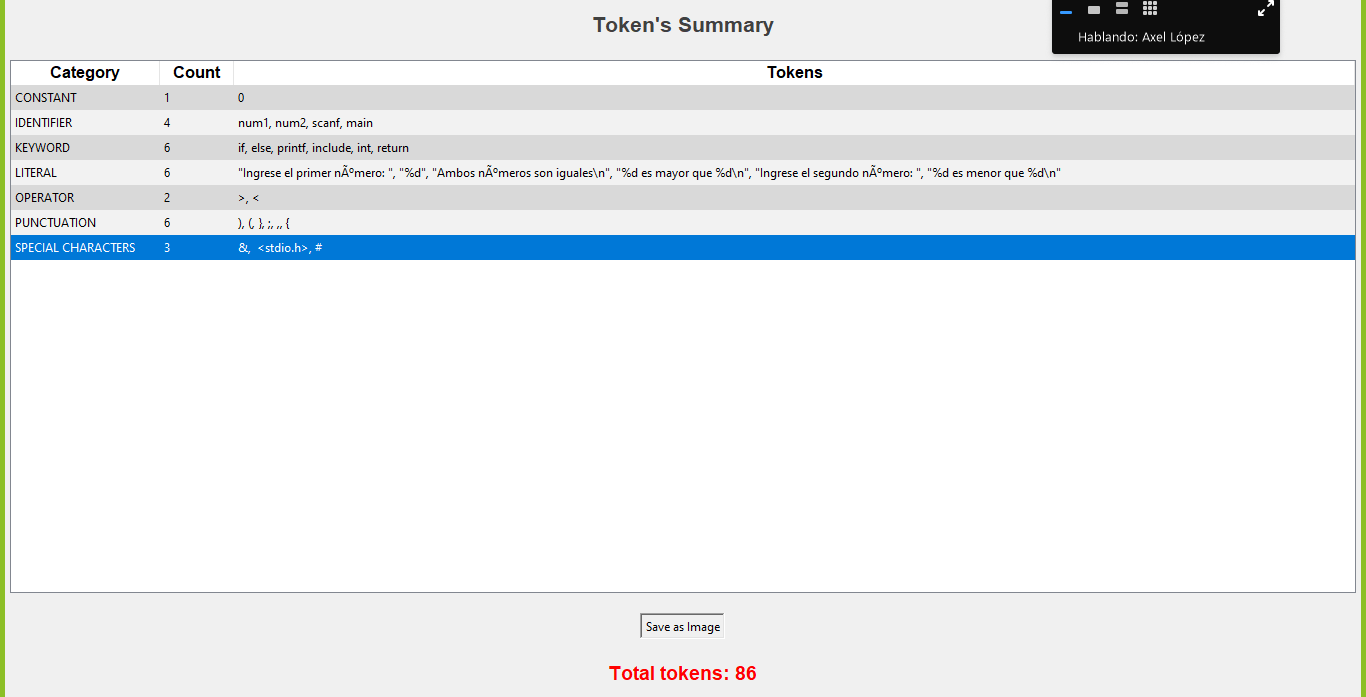 Token's Summary
Hablando: Axel López
Category Count Tokens
CONSTANT 1 0
IDENTIFIER 4 num1, num2, scanf, main
KEYWORD 6 if, else, printf, include, int, return
LITERAL 6 "Ingrese el primer nÃºmero: ", "%d", "Ambos nÃºmeros son iguales\n", "%d es mayor que %d\n", "Ingrese el segundo nÃºmero: ", "%d es menor que %d\n"
OPERATOR 2 >, <
PUNCTUATION 6 ), (, }, ;, ,, {
SPECIAL CHARACTERS 3 &, <stdio.h>, #
Save as Image
Total tokens: 86